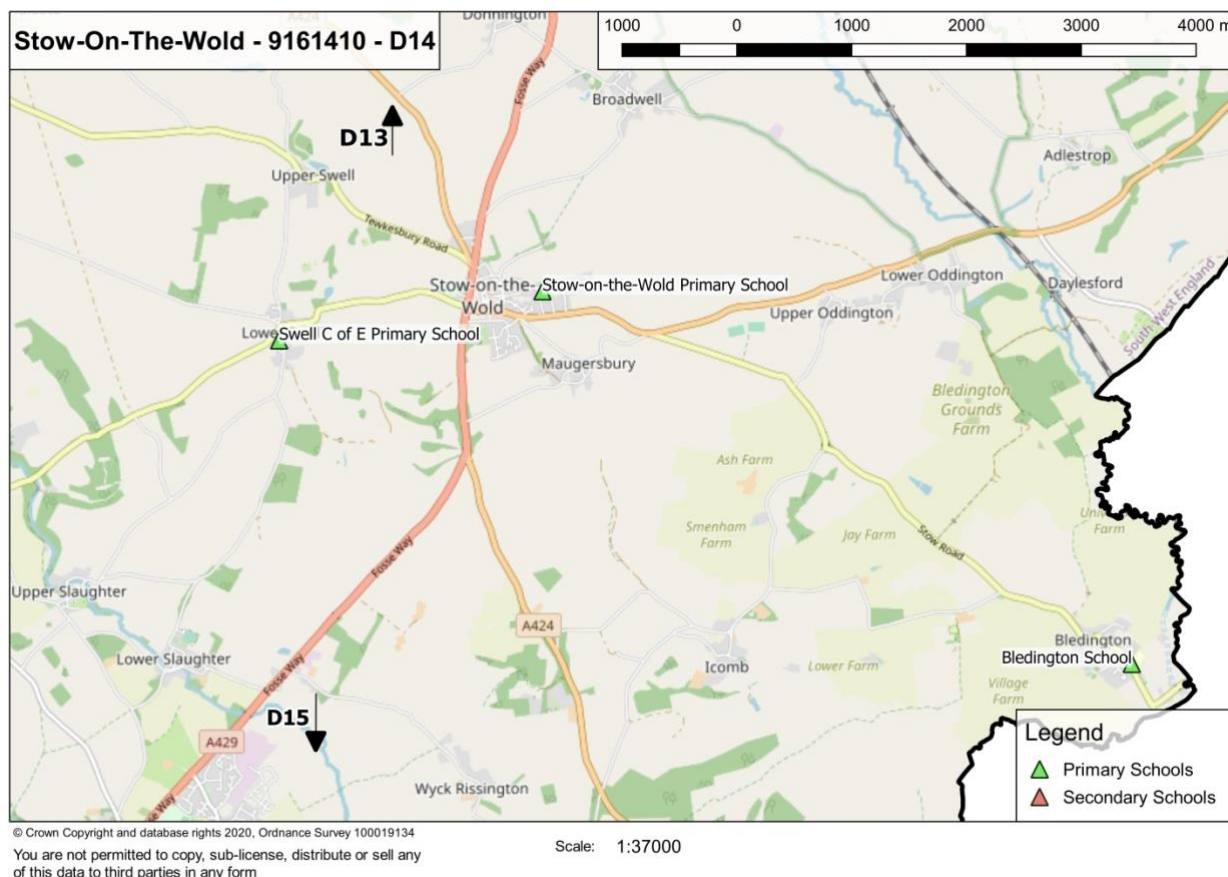 Stow-On-The-Wold - 9161410 - D14
1000 0 1000 2000 3000 4000 m
A424
Donnington
Fosse Way
Broadwell
D13
Adlestrop
Upper Swell
Tewkesbury Road
Stow-on-the-
Wold
Stow-on-the-Wold Primary School
Lower Oddington
Daylesford
South West England
Upper Oddington
Lowe
Swell C of E Primary School
Maugersbury
Bledington
Grounds
Farm
Ash Farm
Smenham
Farm
Jay Farm
Farm
Stow Road
Fosse Way
Upper Slaughter
A424
Lower Slaughter
Icomb
Lower Farm
Bledington
Bledington School
Village
Farm
Fosse Way
D15
A429
Fosse Way
Wyck Rissington
Legend
Primary Schools
Secondary Schools
© Crown Copyright and database rights 2020, Ordnance Survey 100019134
You are not permitted to copy, sub-license, distribute or sell any
of this data to third parties in any form
Scale: 1:37000